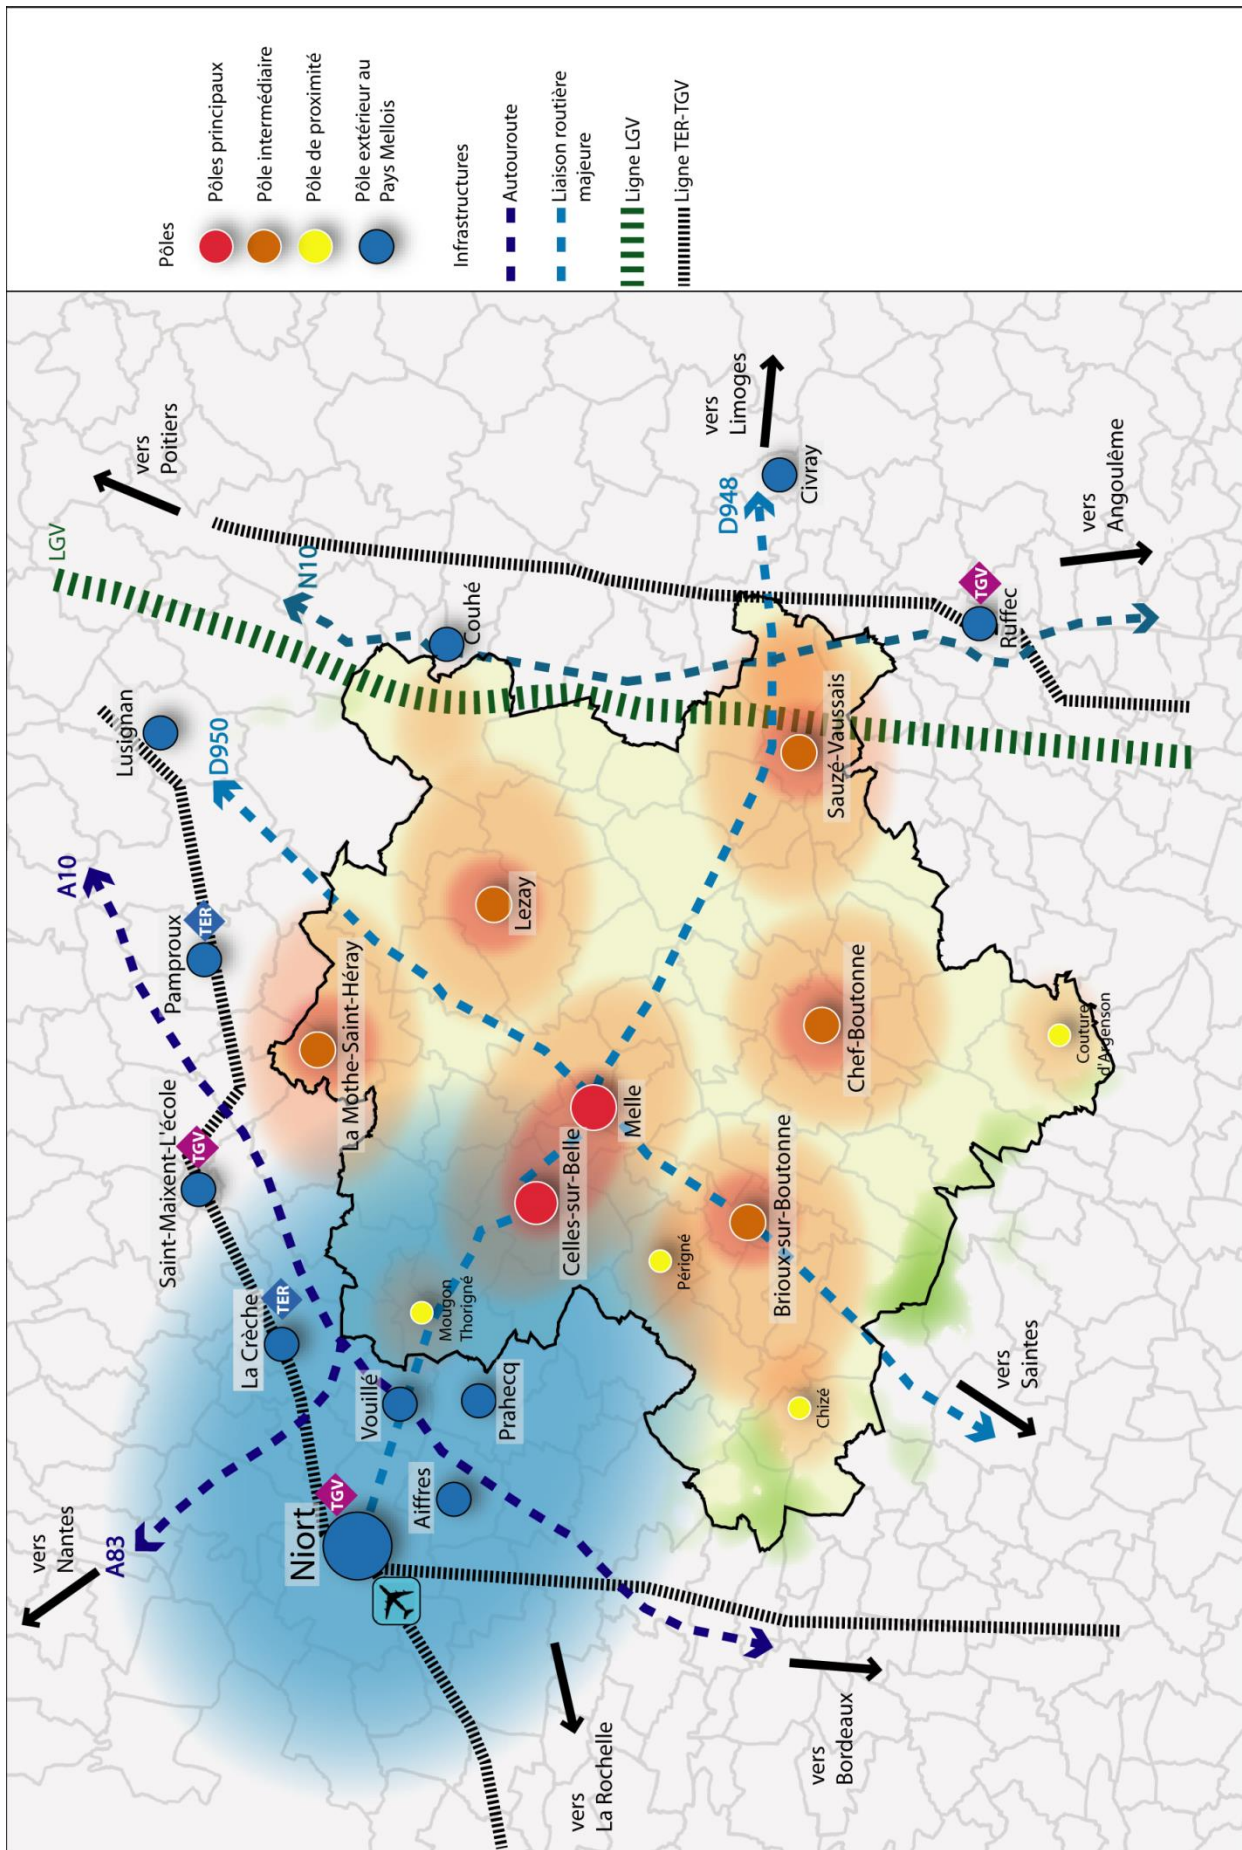 vers
Nantes
A83
Niort
TGV
Aiffres
Vouillé
Prahecq
La Crèche
TER
Saint-Maixent-L'école
TGV
Pamproux
TER
A10
Lusignan
D950
LGV
vers
Poitiers
N10
Couhé
La Mothe-Saint-Héray
Lezay
Mougon
Thorigné
Celles-sur-Belle
Melle
Périgné
Brioux-sur-Boutonne
Chizé
Chef-Boutonne
Couture
d'Argenson
Sauzé-Vaussais
D948
vers
Limoges
Civray
TGV
Ruffec
vers
Angoulême
vers
Saintes
vers
La Rochelle
vers
Bordeaux
Pôles
Pôles principaux
Pôle intermédiaire
Pôle de proximité
Pôle extérieur au
Pays Mellois
Infrastructures
Autouroute
Liaison routière
majeure
Ligne LGV
Ligne TER-TGV